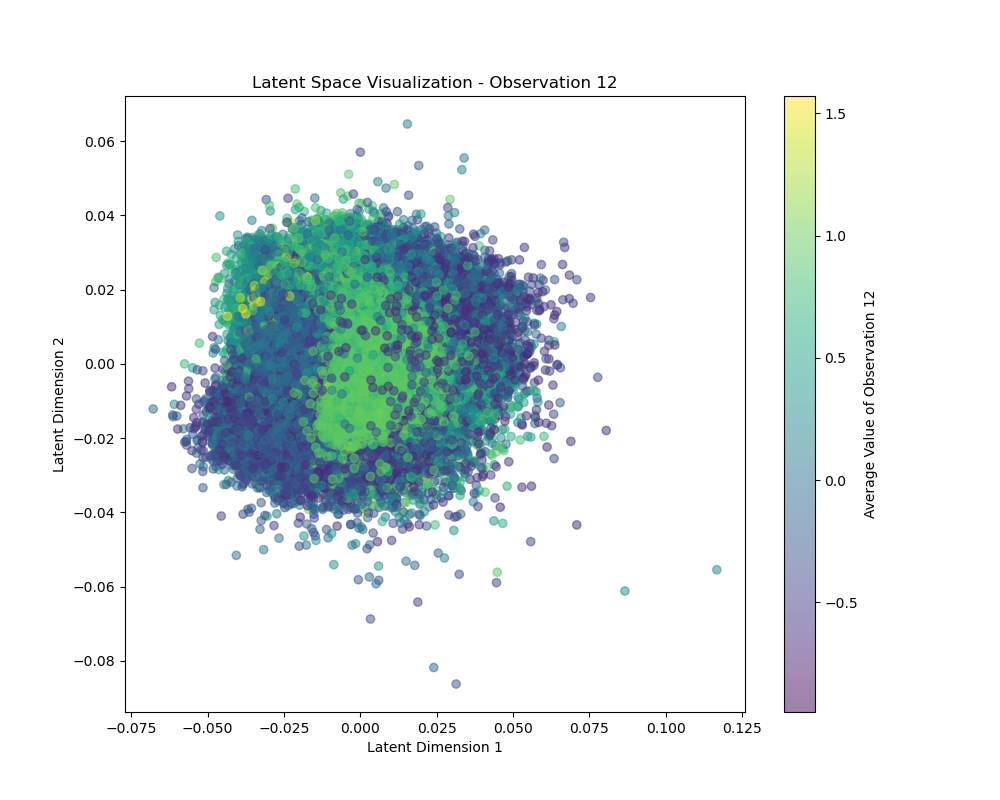 Latent Space Visualization - Observation 12
0.06
0.04
0.02
0.00
−0.02
−0.04
−0.06
−0.08
Latent Dimension 2
−0.075 −0.050 −0.025 0.000 0.025 0.050 0.075 0.100 0.125
Latent Dimension 1
1.5
1.0
0.5
0.0
−0.5
Average Value of Observation 12